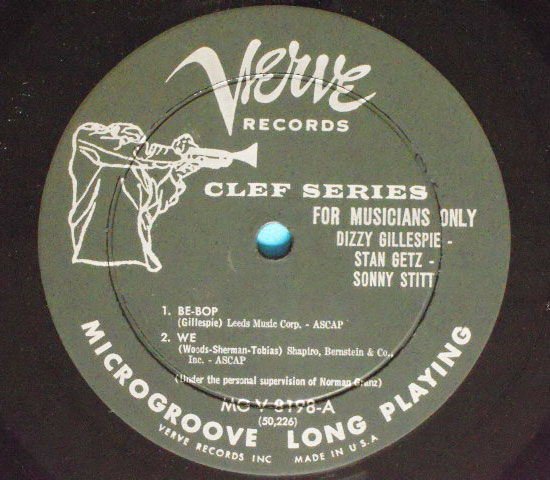 Verve
RECORDS
CLEF SERIES
FOR MUSICIANS ONLY
DIZZY GILLESPIE -
STAN GETZ -
SONNY STITT
1. BE-BOP
(Gillespie) Leeds Music Corp. - ASCAP
2. WE
(Woods-Sherman-Tobias) Shapiro, Bernstein & Co.,
Inc. - ASCAP
(Under the personal supervision of Norman Granz)
MG V-8198-A
(50,226)
MICROGROOVE LONG PLAYING
VERVE RECORDS INC MADE IN U.S.A